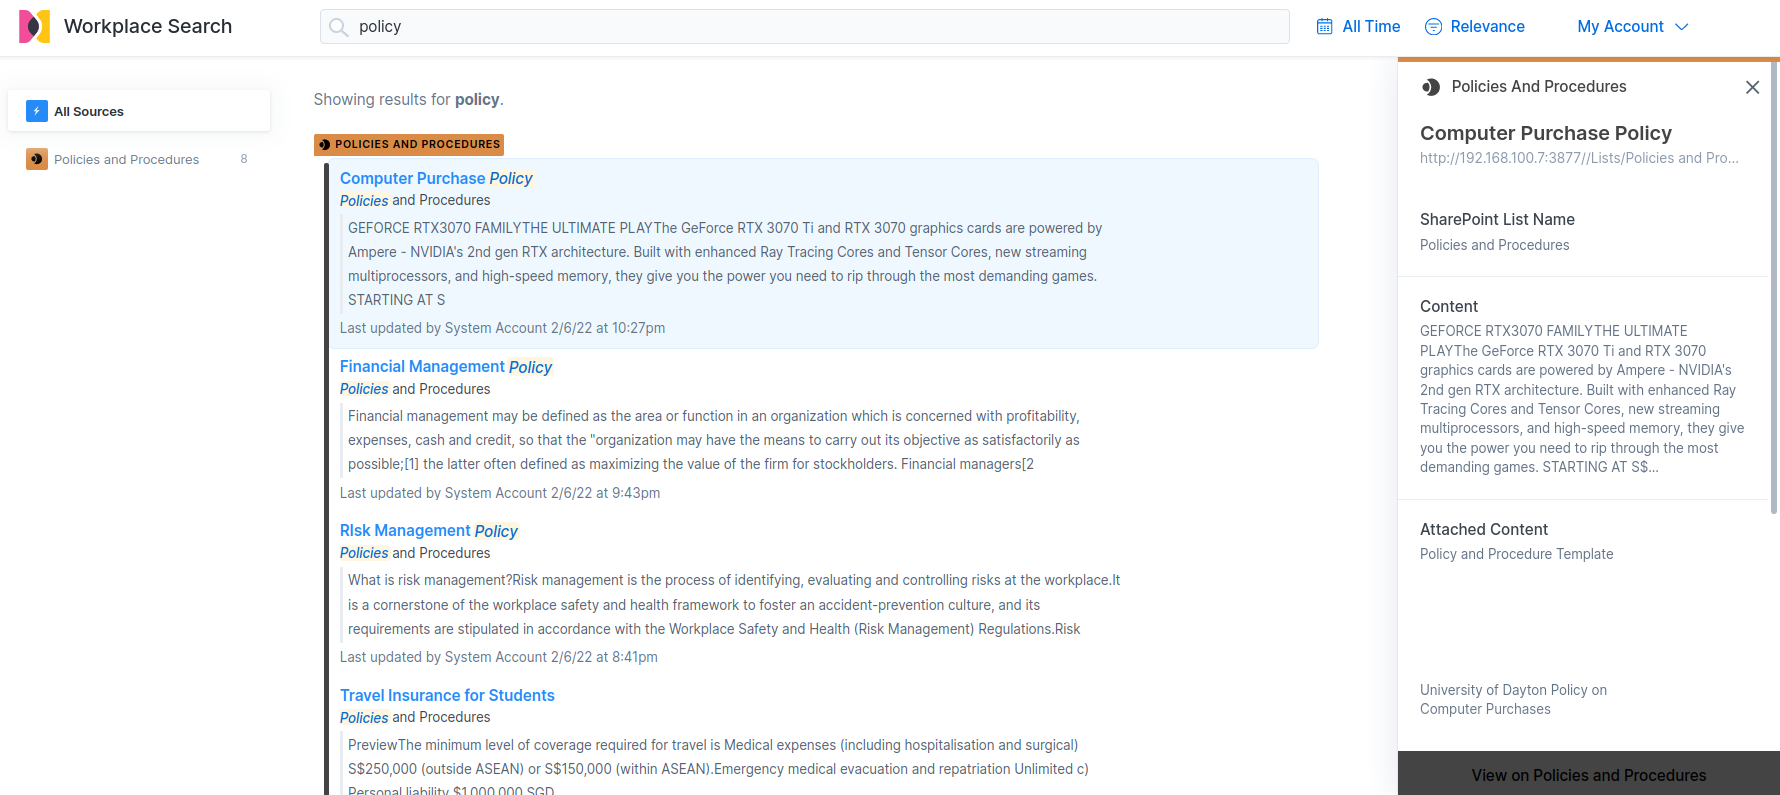 Workplace Search
policy
All Time
Relevance
My Account
All Sources
Policies and Procedures 8
Showing results for policy.
POLICIES AND PROCEDURES
Computer Purchase Policy
Policies and Procedures
GEFORCE RTX3070 FAMILYTHE ULTIMATE PLAYThe GeForce RTX 3070 Ti and RTX 3070 graphics cards are powered by
Ampere - NVIDIA's 2nd gen RTX architecture. Built with enhanced Ray Tracing Cores and Tensor Cores, new streaming
multiprocessors, and high-speed memory, they give you the power you need to rip through the most demanding games.
STARTING AT S
Last updated by System Account 2/6/22 at 10:27pm
Financial Management Policy
Policies and Procedures
Financial management may be defined as the area or function in an organization which is concerned with profitability,
expenses, cash and credit, so that the "organization may have the means to carry out its objective as satisfactorily as
possible;[1] the latter often defined as maximizing the value of the firm for stockholders. Financial managers[2
Last updated by System Account 2/6/22 at 9:43pm
RIsk Management Policy
Policies and Procedures
What is risk management?Risk management is the process of identifying, evaluating and controlling risks at the workplace.It
is a cornerstone of the workplace safety and health framework to foster an accident-prevention culture, and its
requirements are stipulated in accordance with the Workplace Safety and Health (Risk Management) Regulations.Risk
Last updated by System Account 2/6/22 at 8:41pm
Travel Insurance for Students
Policies and Procedures
PreviewThe minimum level of coverage required for travel is Medical expenses (including hospitalisation and surgical)
S$250,000 (outside ASEAN) or S$150,000 (within ASEAN).Emergency medical evacuation and repatriation Unlimited c)
Personal liability $1,000,000 SGD
Policies And Procedures
Computer Purchase Policy
http://192.168.100.7:3877//Lists/Policies and Pro...
SharePoint List Name
Policies and Procedures
Content
GEFORCE RTX3070 FAMILYTHE ULTIMATE
PLAYThe GeForce RTX 3070 Ti and RTX 3070
graphics cards are powered by Ampere - NVIDIA's
2nd gen RTX architecture. Built with enhanced Ray
Tracing Cores and Tensor Cores, new streaming
multiprocessors, and high-speed memory, they give
you the power you need to rip through the most
demanding games. STARTING AT S$...
Attached Content
Policy and Procedure Template
University of Dayton Policy on
Computer Purchases
View on Policies and Procedures